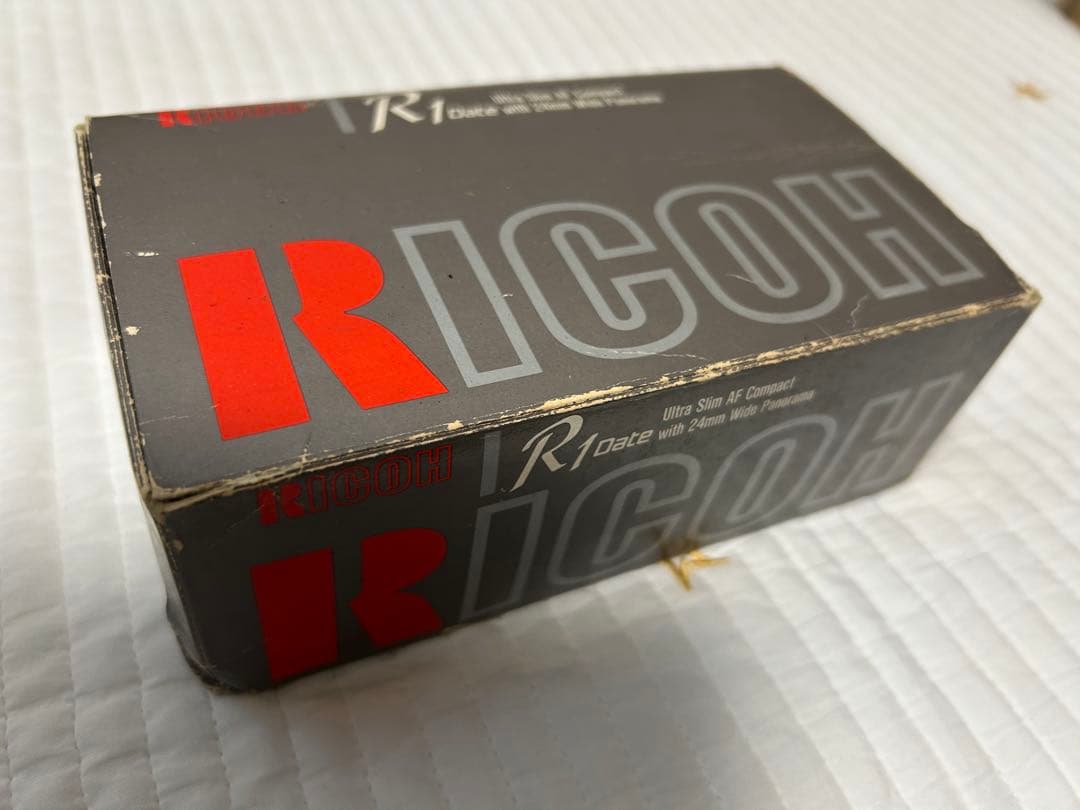 RICOH
R1 Date
Ultra Slim AF Compact
with 24mm Wide Panorama
RICOH
RICOH
R1 Date
Ultra Slim AF Compact
with 24mm Wide Panorama
RICOH